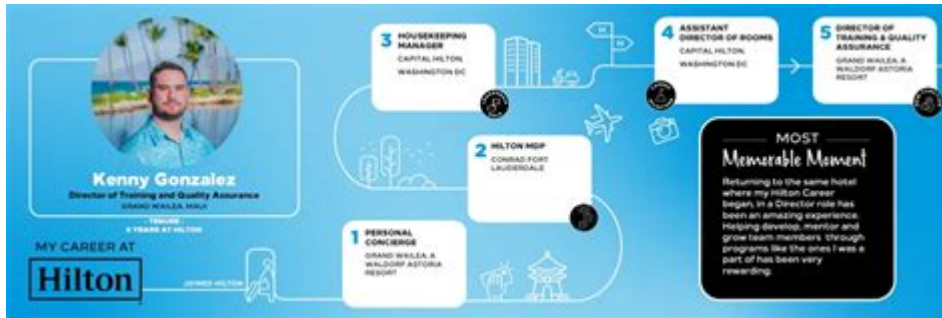 Kenny Gonzalez
Director of Training and Quality Assurance
GRAND WAILEA, MAUI
- TENURE -
6 YEARS AT HILTON
MY CAREER AT
Hilton
JOINED HILTON
1 PERSONAL
CONCIERGE
GRAND WAILEA, A
WALDORF ASTORIA
RESORT
2 HILTON MDP
CONRAD FORT
LAUDERDALE
3 HOUSEKEEPING
MANAGER
CAPITAL HILTON,
WASHINGTON DC
4 ASSISTANT
DIRECTOR OF ROOMS
CAPITAL HILTON,
WASHINGTON DC
5 DIRECTOR OF
TRAINING & QUALITY
ASSURANCE
GRAND WAILEA, A
WALDORF ASTORIA
RESORT
MOST
Memorable Moment
Returning to the same hotel
where my Hilton Career
began, in a Director role has
been an amazing experience.
Helping develop, mentor and
grow team members through
programs like the ones I was a
part of has been very
rewarding.